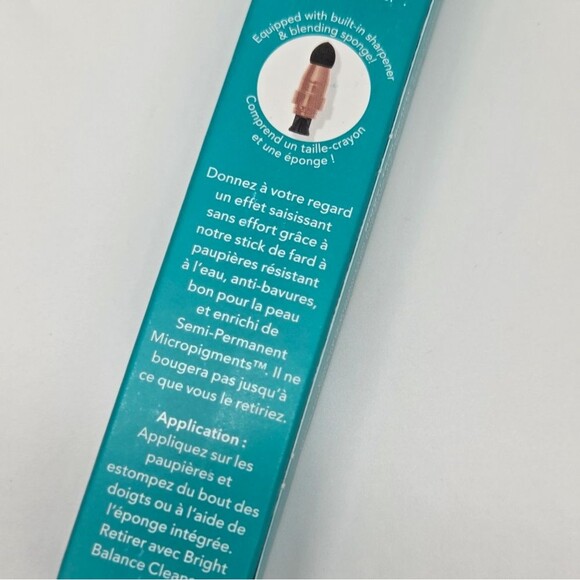 Equipped with built-in sharpener
& blending sponge!
Comprend un taille-crayon
et une éponge !
Donnez à votre regard
un effet saisissant
sans effort grâce à
notre stick de fard à
paupières résistant
à l'eau, anti-bavures,
bon pour la peau
et enrichi de
Semi-Permanent
Micropigments™. Il ne
bougera pas jusqu'à
ce que vous le retiriez.
Application :
Appliquez sur les
paupières et
estompez du bout des
doigts ou à l'aide de
l'éponge intégrée.
Retirer avec Bright
Balance